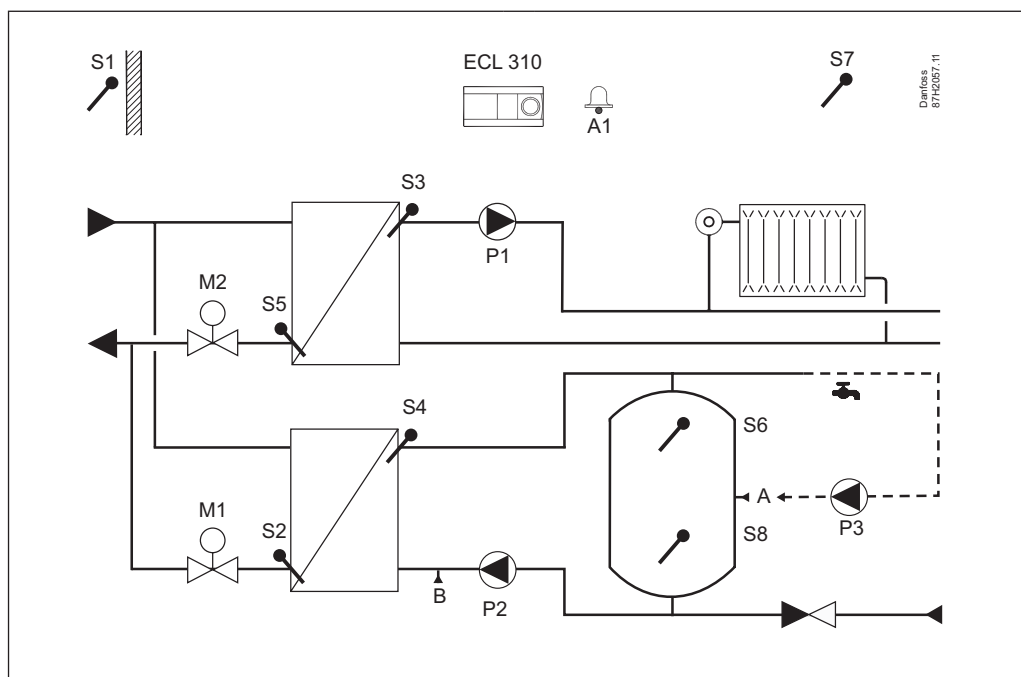 S1
ECL 310
A1
S7
Danfoss
87H2057.11
S3
P1
M2
S5
S4
S6
A
P3
S8
M1
S2
B
P2